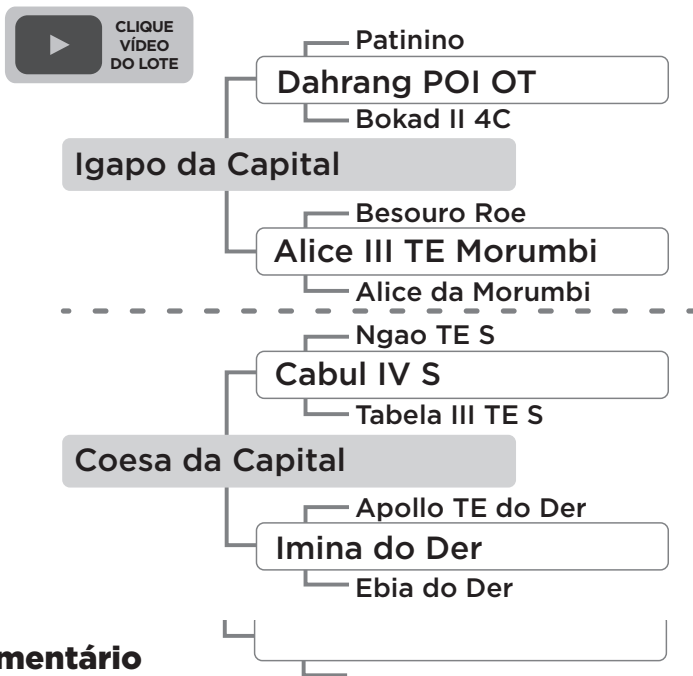 CLIQUE
VÍDEO
DO LOTE
Patinino
Dahrang POI OT
Bokad II 4C
Igapo da Capital
Besouro Roe
Alice III TE Morumbi
Alice da Morumbi
Ngao TE S
Cabul IV S
Tabela III TE S
Coesa da Capital
Apollo TE do Der
Imina do Der
Ebia do Der
mentário